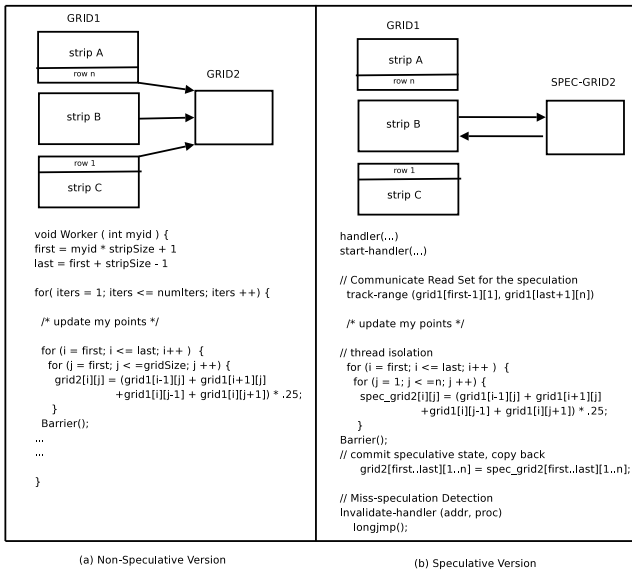 GRID1
strip A
row n
GRID2
strip B
row 1
strip C
void Worker ( int myid ) {
first = myid * stripSize + 1
last = first + stripSize - 1
for( iters = 1; iters <= numIters; iters ++) {
/* update my points */
for (i = first; i <= last; i++ ) {
for (j = first; j < =gridSize; j ++) {
grid2[i][j] = (grid1[i-1][j] + grid1[i+1][j]
+grid1[i][j-1] + grid1[i][j+1]) * .25;
}
Barrier();
...
...
}
(a) Non-Speculative Version
GRID1
strip A
row n
SPEC-GRID2
strip B
row 1
strip C
handler(...)
start-handler(...)
// Communicate Read Set for the speculation
track-range (grid1[first-1][1], grid1[last+1][n])
/* update my points */
// thread isolation
for (i = first; i <= last; i++ ) {
for (j = 1; j <=n; j ++) {
spec_grid2[i][j] = (grid1[i-1][j] + grid1[i+1][j]
+grid1[i][j-1] + grid1[i][j+1]) * .25;
}
Barrier();
// commit speculative state, copy back
grid2[first..last][1..n] = spec_grid2[first..last][1..n];
// Miss-speculation Detection
Invalidate-handler (addr, proc)
longjmp();
(b) Speculative Version